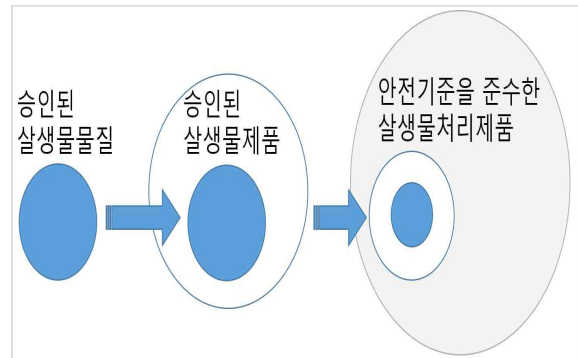 승인된
살생물물질
승인된
살생물제품
안전기준을 준수한
살생물처리제품